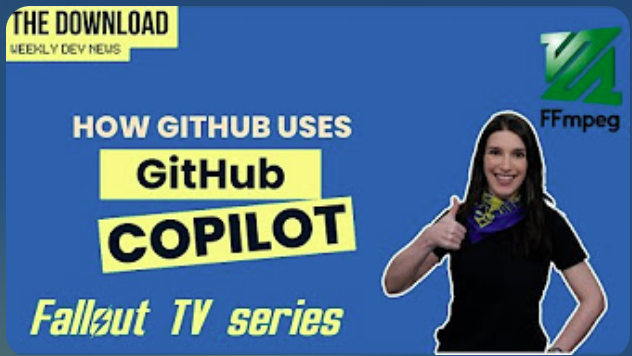 THE DOWNLOAD
WEEKLY DEV NEWS
FFmpeg
HOW GITHUB USES
GitHub
COPILOT
Fallout TV series